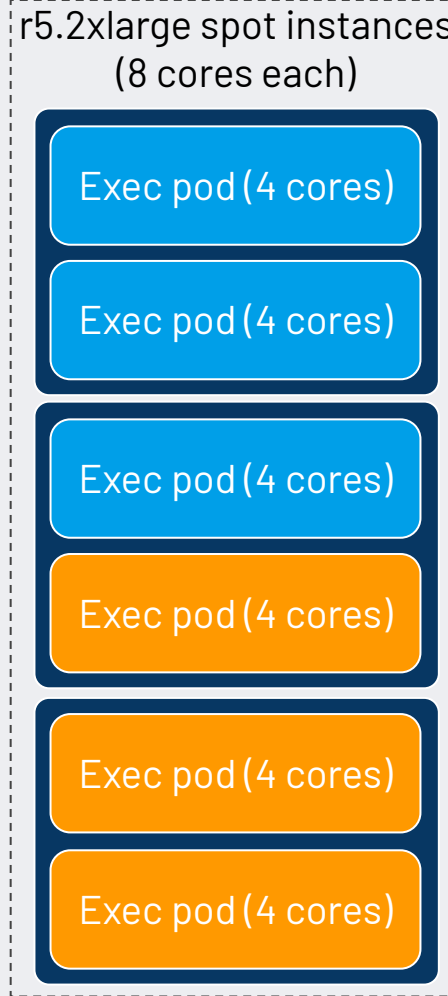 r5.2xlarge spot instances
(8 cores each)
Exec pod (4 cores)
Exec pod (4 cores)
Exec pod (4 cores)
Exec pod (4 cores)
Exec pod (4 cores)
Exec pod (4 cores)